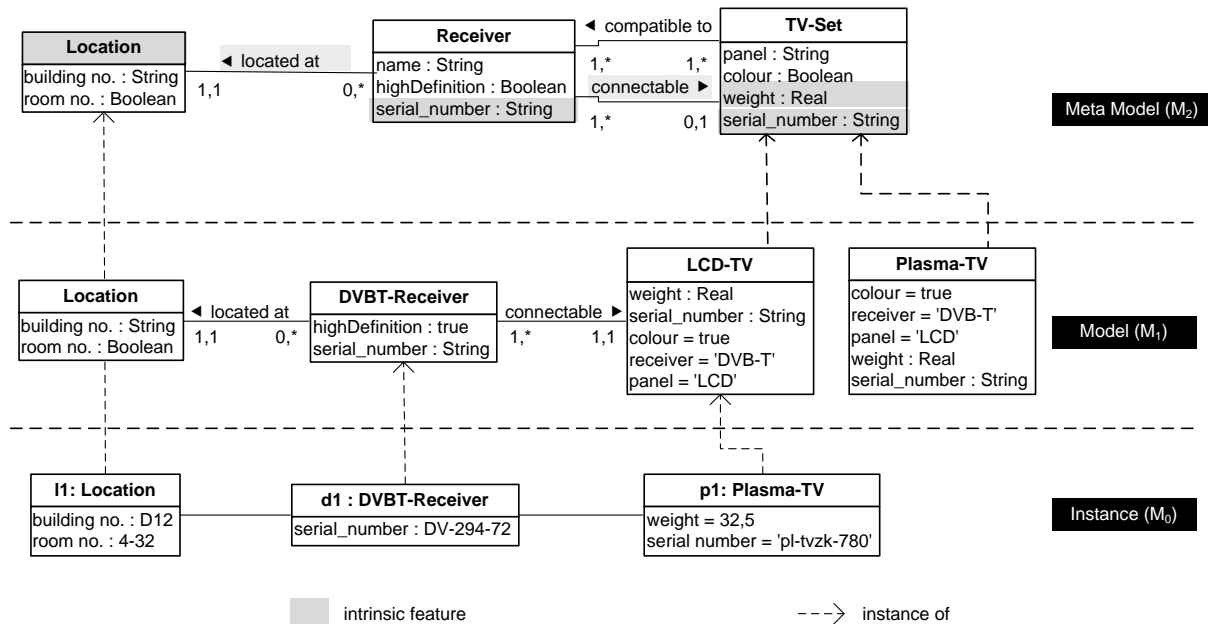 Location
building no. : String
room no. : Boolean
◄ located at
1,1
0,*
Receiver
name : String
highDefinition : Boolean
serial_number : String
◄ compatible to
1,*
1,*
connectable ►
1,*
0,1
TV-Set
panel : String
colour : Boolean
weight : Real
serial_number : String
Meta Model (M2)
Location
building no. : String
room no. : Boolean
◄ located at
1,1
0,*
DVBT-Receiver
highDefinition : true
serial_number : String
connectable ►
1,*
1,1
LCD-TV
weight : Real
serial_number : String
colour = true
receiver = 'DVB-T'
panel = 'LCD'
Plasma-TV
colour = true
receiver = 'DVB-T'
panel = 'LCD'
weight : Real
serial_number : String
Model (M1)
l1: Location
building no. : D12
room no. : 4-32
d1 : DVBT-Receiver
serial_number : DV-294-72
p1: Plasma-TV
weight = 32,5
serial number = 'pl-tvzk-780'
Instance (M0)
intrinsic feature
instance of